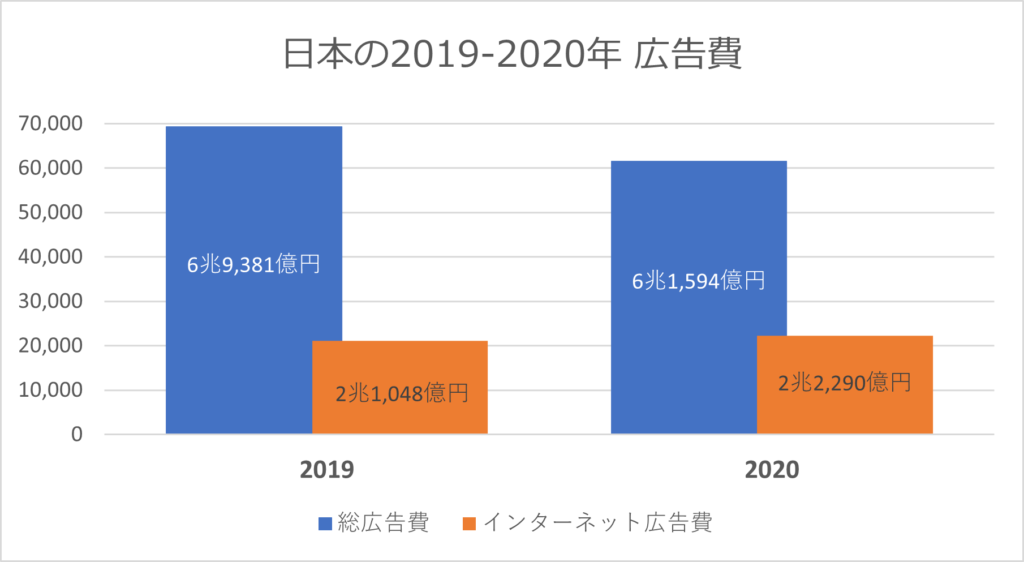 日本の2019-2020年 広告費
70,000
60,000
50,000
40,000
30,000
20,000
10,000
0
6兆9,381億円
2兆1,048億円
6兆1,594億円
2兆2,290億円
2019
2020
総広告費
インターネット広告費